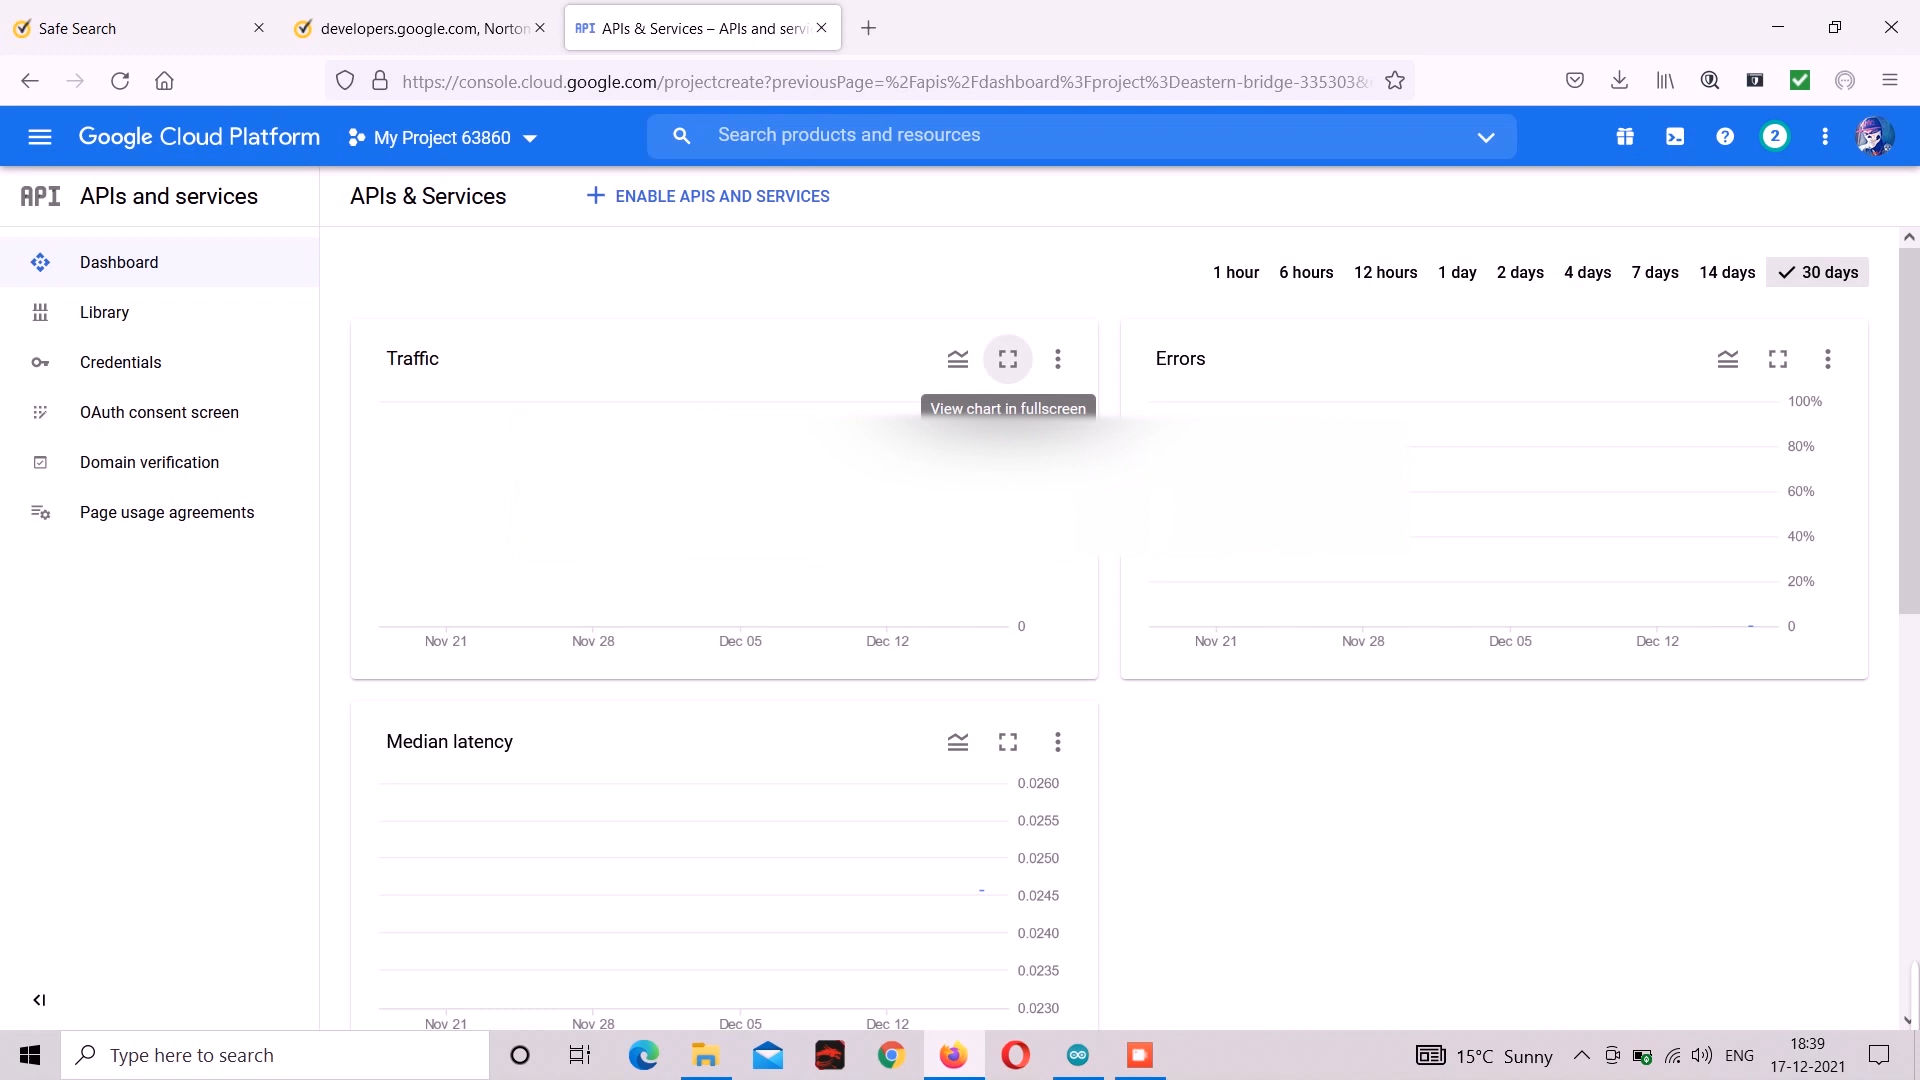 Safe Search
developers.google.com, Norton
API APIs & Services – APIs and servi
https://console.cloud.google.com/projectcreate?previousPage=%2Fapis%2Fdashboard%3Fproject%3Deastern-bridge-335303&
Google Cloud Platform
My Project 63860
Search products and resources
2
API APIs and services
APIs & Services
ENABLE APIS AND SERVICES
Dashboard
Library
Credentials
OAuth consent screen
Domain verification
Page usage agreements
1 hour 6 hours 12 hours 1 day 2 days 4 days 7 days 14 days 30 days
Traffic
View chart in fullscreen
0
Nov 21 Nov 28 Dec 05 Dec 12
Errors
100%
80%
60%
40%
20%
0
Nov 21 Nov 28 Dec 05 Dec 12
Median latency
0.0260
0.0255
0.0250
0.0245
0.0240
0.0235
0.0230
Nov 21 Nov 28 Dec 05 Dec 12
Type here to search
15°C Sunny
ENG
18:39
17-12-2021